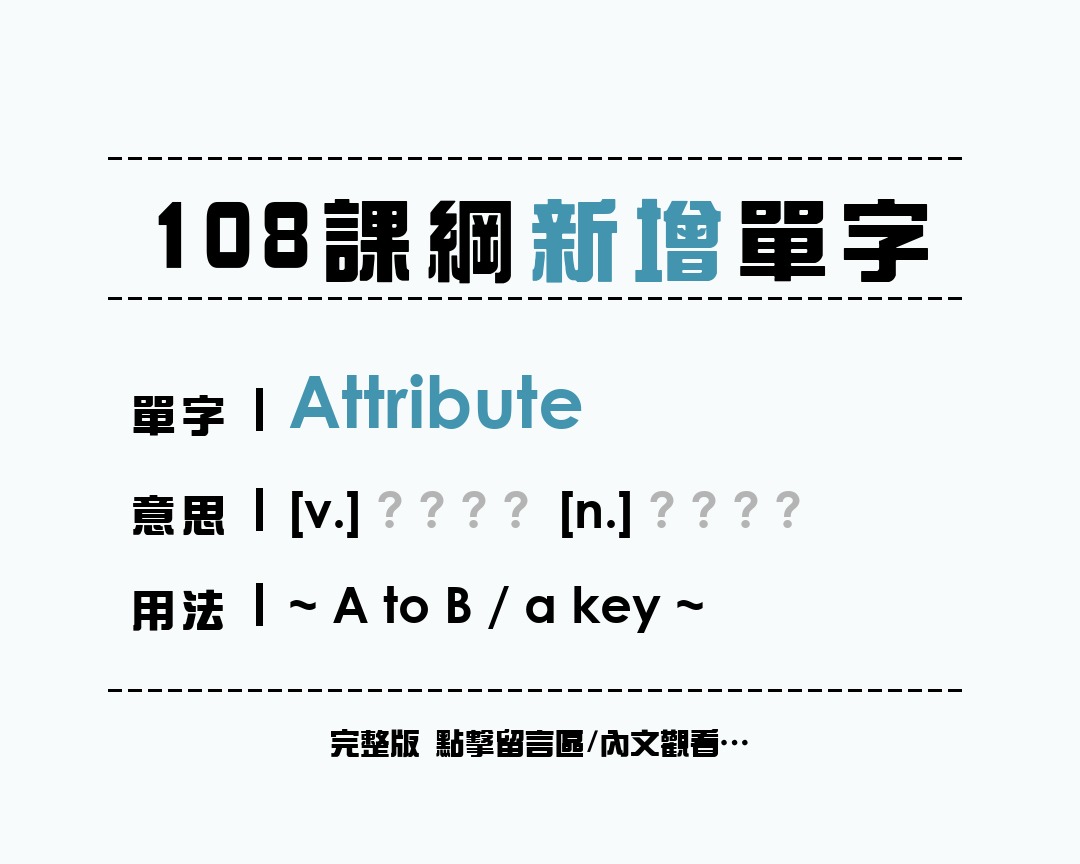 108課綱新增單字
單字 | Attribute
意思 | [v.] ？？？？ [n.] ？？？？
用法 | ~ A to B / a key ~
完整版 點擊留言區/內文觀看…